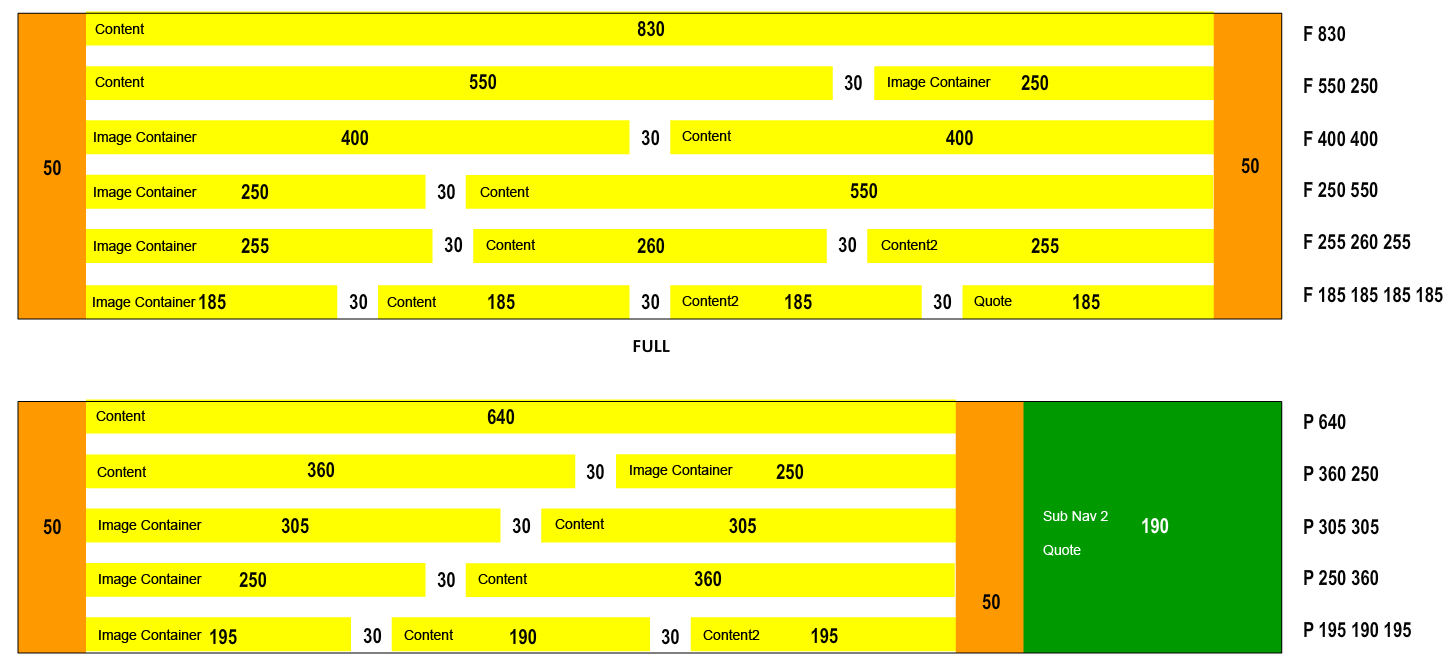 Content 830 F 830
Content 550 30 Image Container 250 F 550 250
Image Container 400 30 Content 400 F 400 400
50 50
Image Container 250 30 Content 550 F 250 550
Image Container 255 30 Content 260 30 Content2 255 F 255 260 255
Image Container 185 30 Content 185 30 Content2 185 30 Quote 185 F 185 185 185 185
FULL
Content 640 P 640
Content 360 30 Image Container 250 P 360 250
Sub Nav 2 190
50 Image Container 305 30 Content 305 P 305 305
Quote
Image Container 250 30 Content 360 P 250 360
50
Image Container 195 30 Content 190 30 Content2 195 P 195 190 195